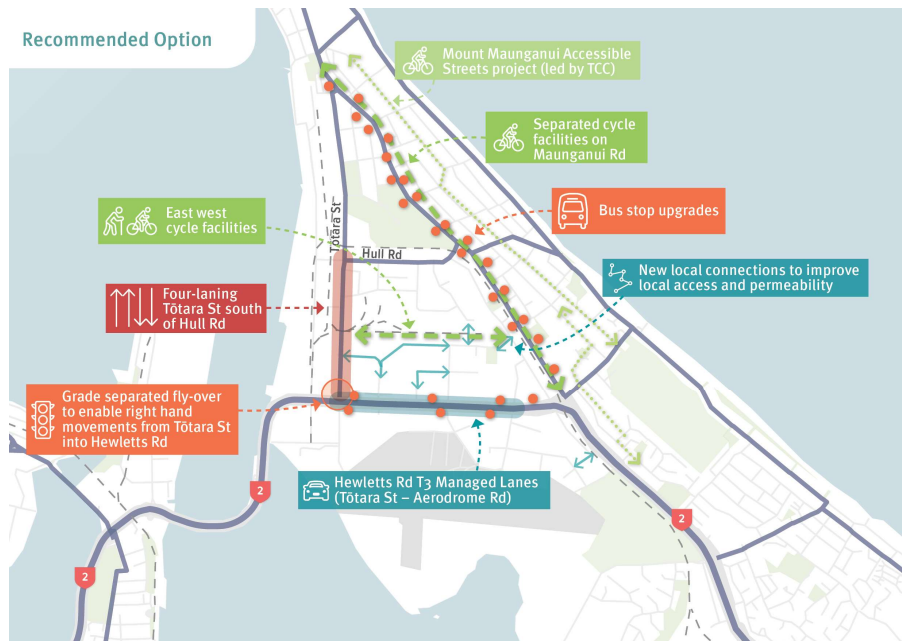 Recommended Option
Mount Maunganui Accessible
Streets project (led by TCC)
Separated cycle
facilities on
Maunganui Rd
East west
cycle facilities
Bus stop upgrades
Tōtara St
Hull Rd
New local connections to improve
local access and permeability
Four-laning
Tōtara St south
of Hull Rd
Grade separated fly-over
to enable right hand
movements from Tōtara St
into Hewletts Rd
Hewletts Rd T3 Managed Lanes
(Tōtara St – Aerodrome Rd)
2
2
2